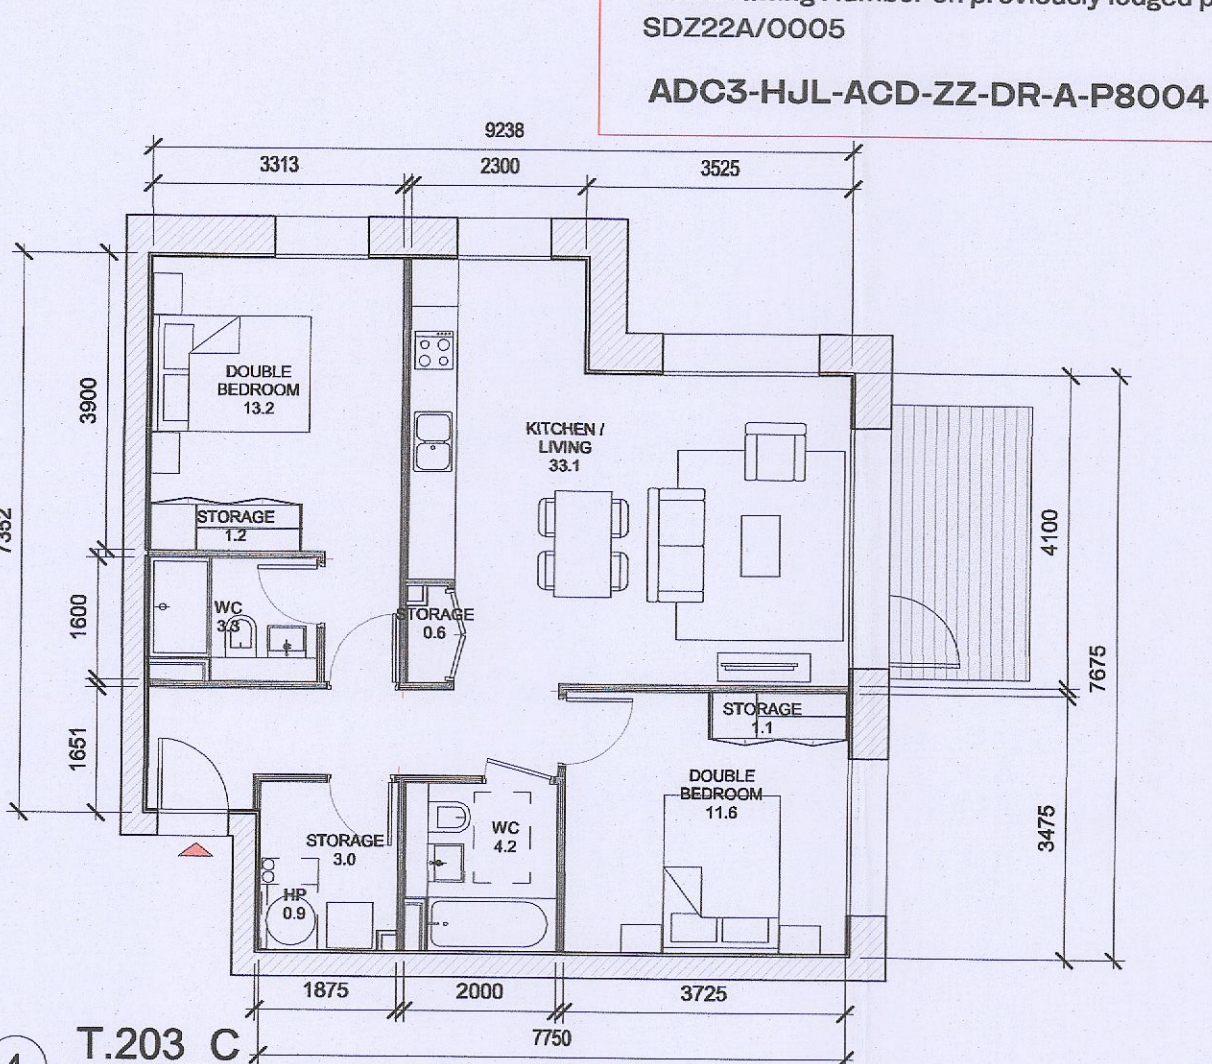 SDZ22A/0005
ADC3-HJL-ACD-ZZ-DR-A-P8004
9238
3313
2300
3525
3900
7352
1600
1651
4100
7675
3475
DOUBLE
BEDROOM
13.2
STORAGE
1.2
KITCHEN /
LIVING
33.1
WC
3.3
STORAGE
0.6
STORAGE
1.1
DOUBLE
BEDROOM
11.6
STORAGE
3.0
WC
4.2
HP
0.9
1875
2000
3725
7750
T.203 C